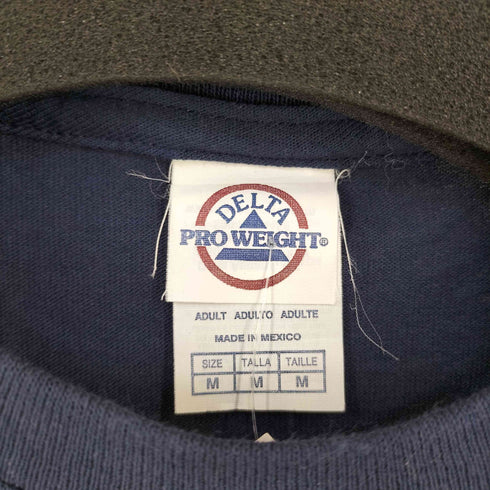 DELTA
PRO WEIGHT®
ADULT ADULTO ADULTE
MADE IN MEXICO
SIZE TALLA TAILLE
M M M